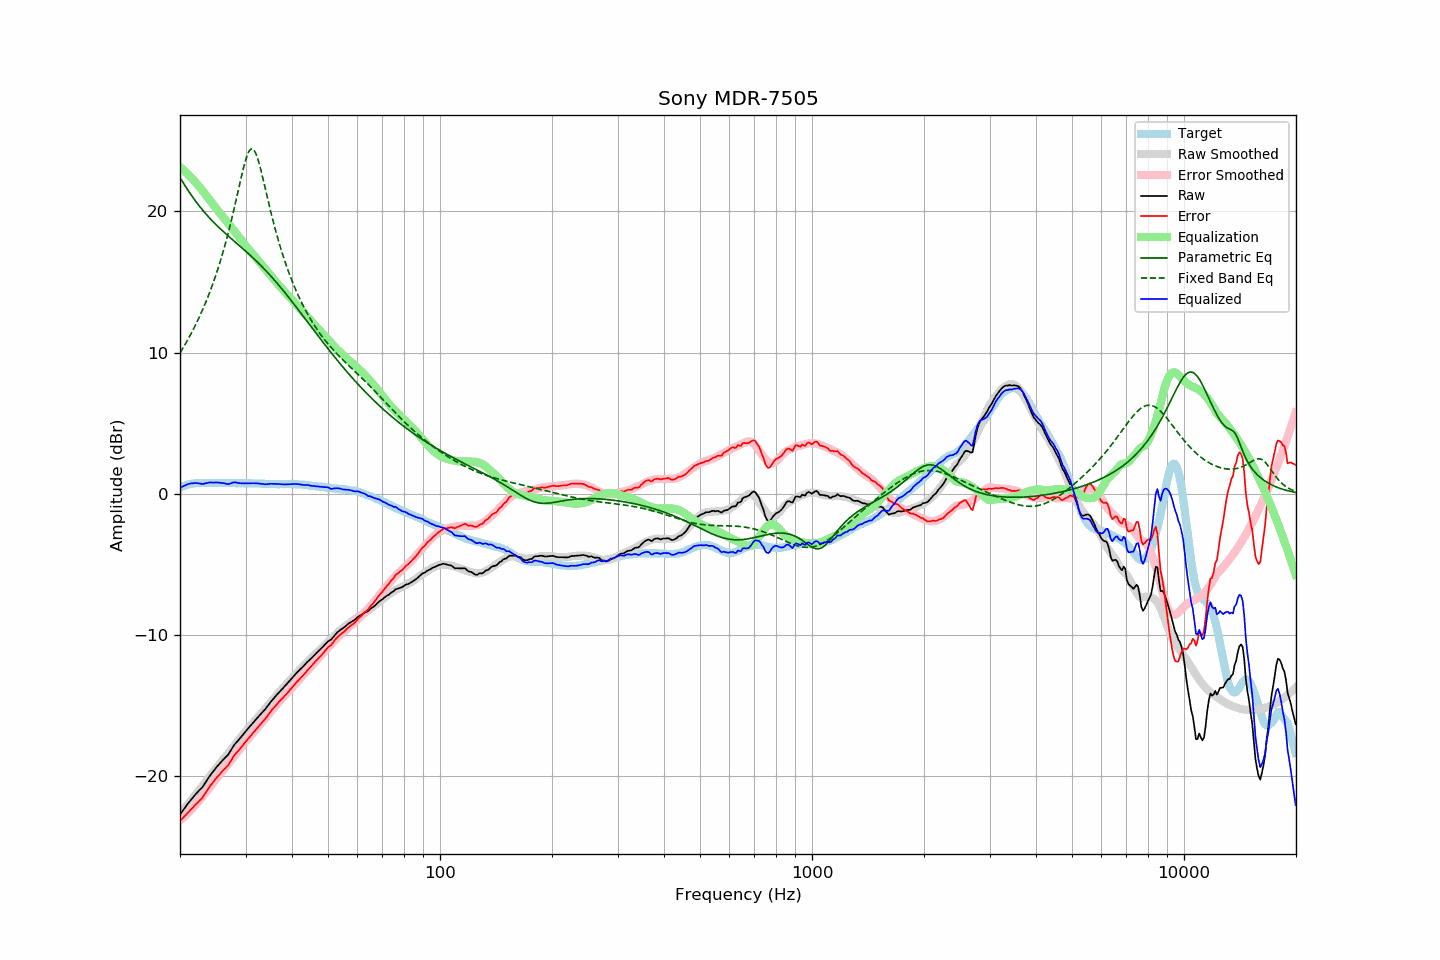 Sony MDR-7505
Target
Raw Smoothed
Error Smoothed
Raw
Error
Equalization
Parametric Eq
Fixed Band Eq
Equalized
20
10
0
−10
−20
Amplitude (dBr)
100
1000
10000
Frequency (Hz)